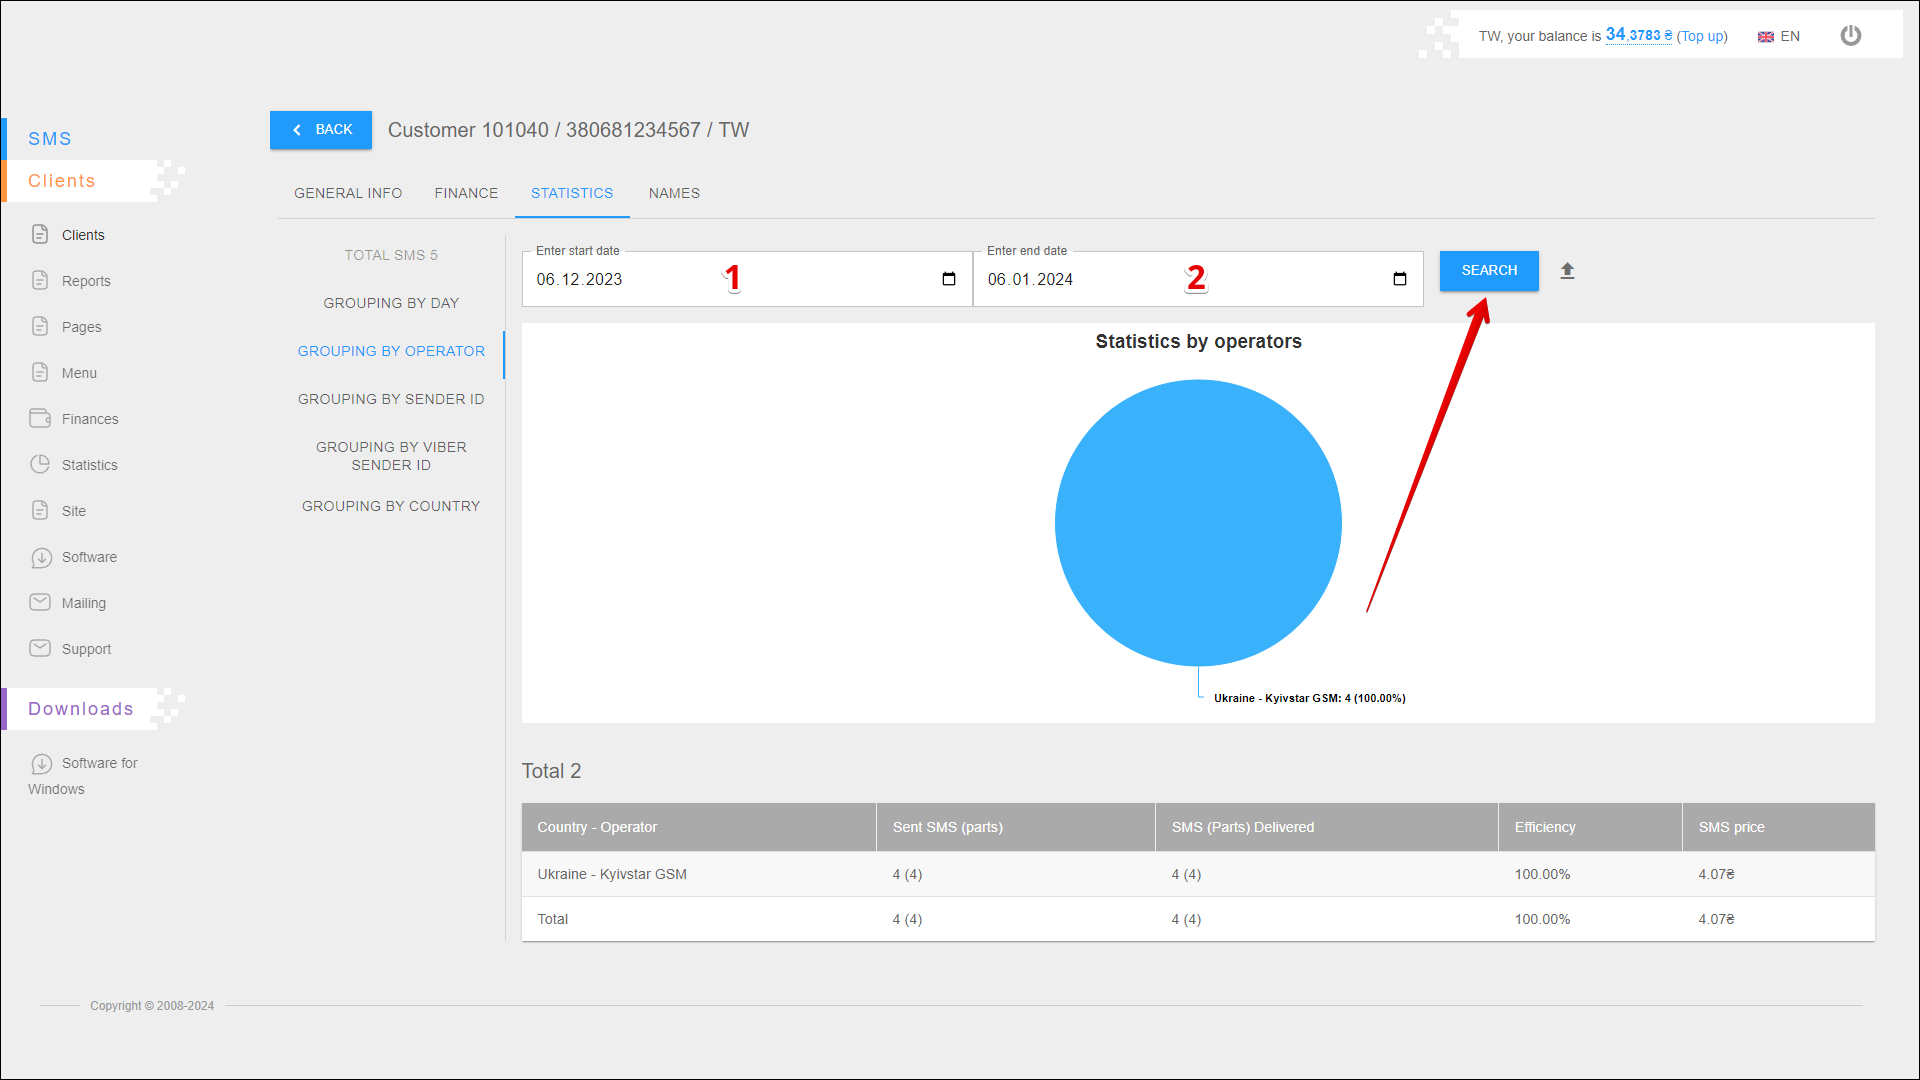 TW, your balance is 34,3783 ₴ (Top up)
EN
BACK
Customer 101040 / 380681234567 / TW
SMS
Clients
Clients
Reports
Pages
Menu
Finances
Statistics
Site
Software
Mailing
Support
Downloads
Software for
Windows
GENERAL INFO
FINANCE
STATISTICS
NAMES
TOTAL SMS 5
GROUPING BY DAY
GROUPING BY OPERATOR
GROUPING BY SENDER ID
GROUPING BY VIBER
SENDER ID
GROUPING BY COUNTRY
Enter start date
06.12.2023
1
Enter end date
06.01.2024
2
SEARCH
Statistics by operators
Ukraine - Kyivstar GSM: 4 (100.00%)
Total 2
Country - Operator Sent SMS (parts) SMS (Parts) Delivered Efficiency SMS price
Ukraine - Kyivstar GSM 4 (4) 4 (4) 100.00% 4.07₴
Total 4 (4) 4 (4) 100.00% 4.07₴
Copyright © 2008-2024